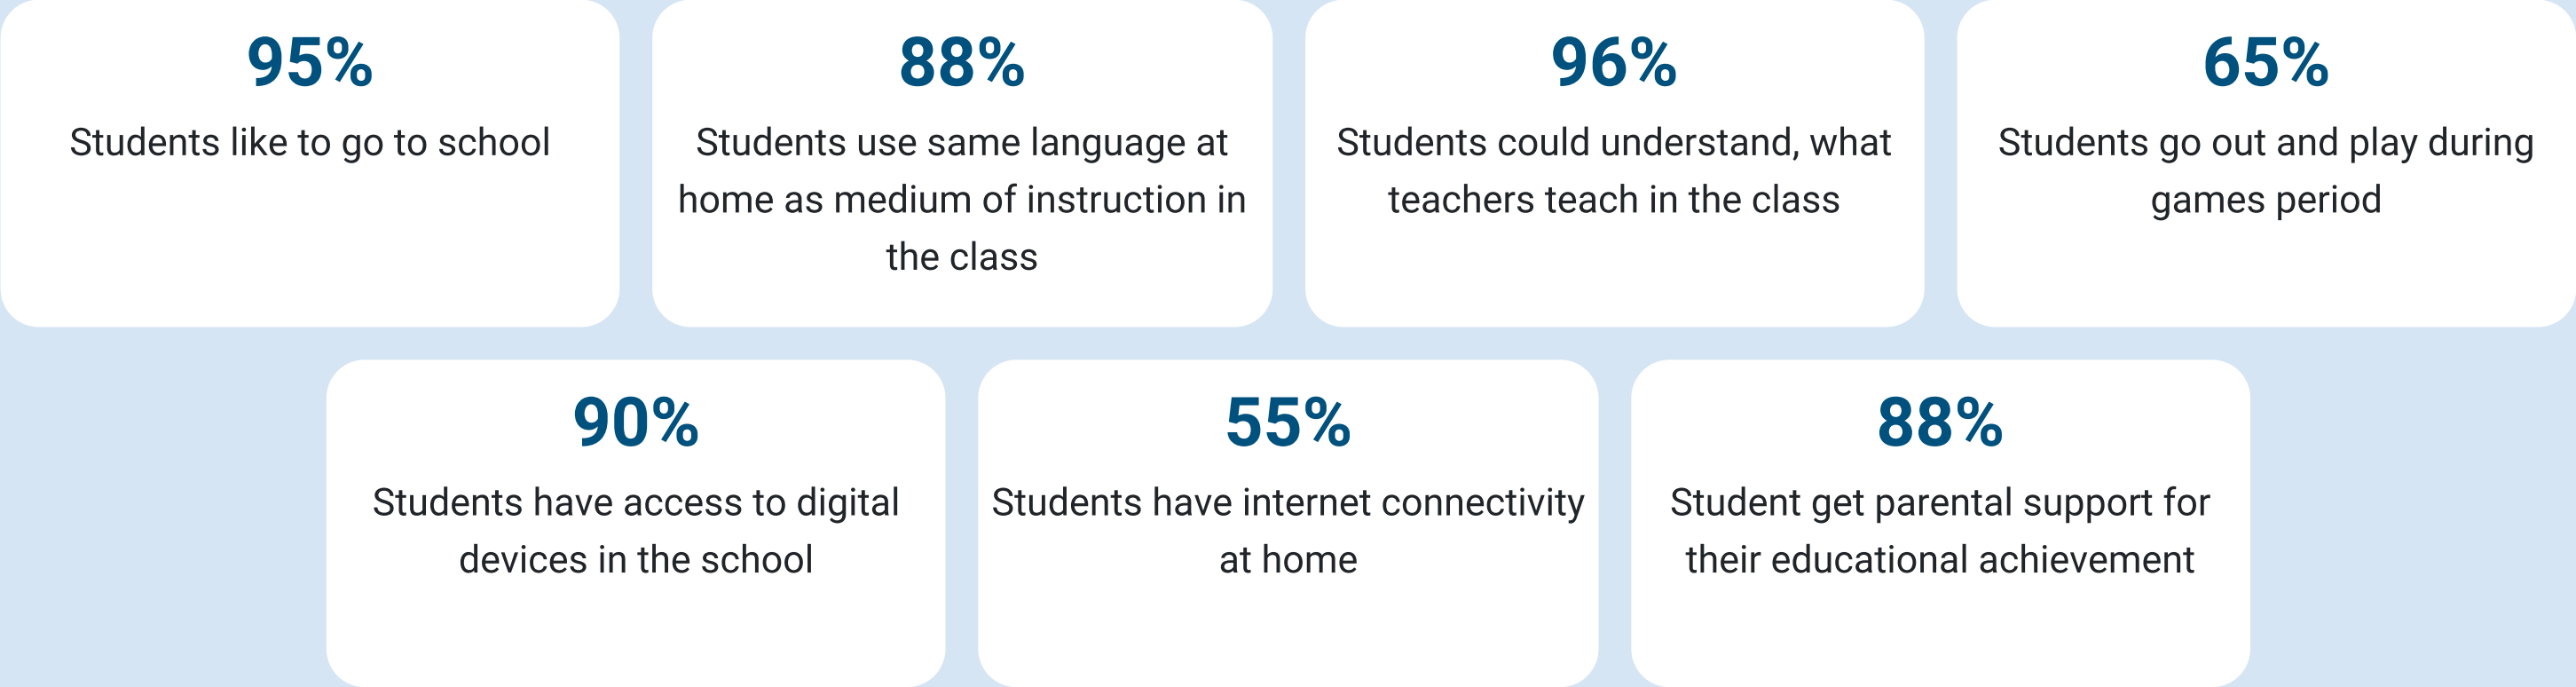 95%
Students like to go to school
88%
Students use same language at
home as medium of instruction in
the class
96%
Students could understand, what
teachers teach in the class
65%
Students go out and play during
games period
90%
Students have access to digital
devices in the school
55%
Students have internet connectivity
at home
88%
Student get parental support for
their educational achievement